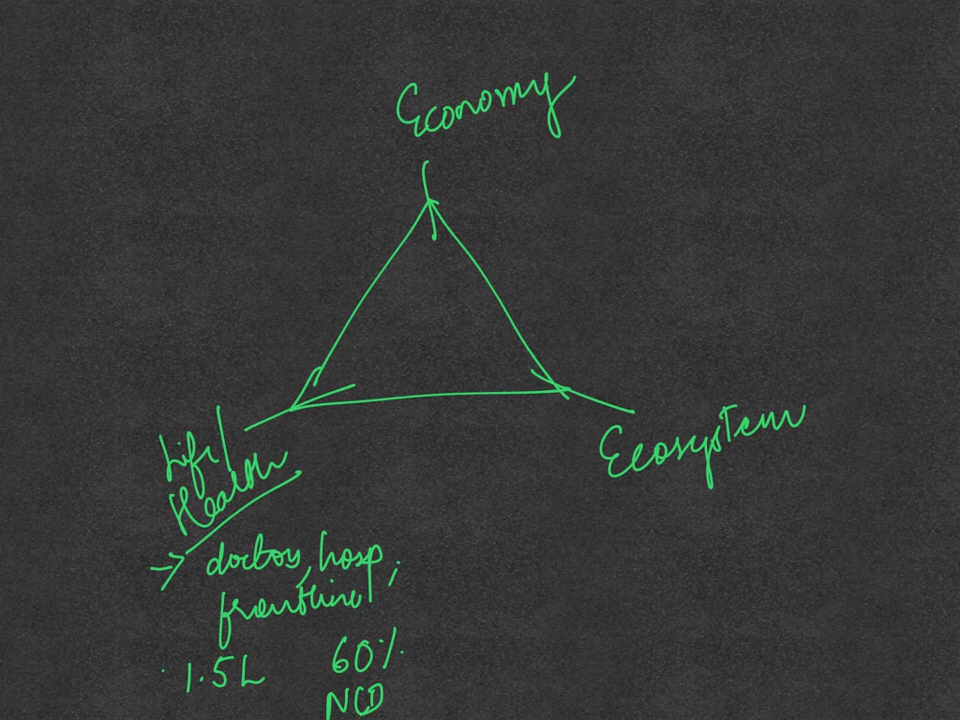 Economy
Ecosystem
Life/
Health
→ doctors, hosp,
frontline;
1.5L 60%
NCD